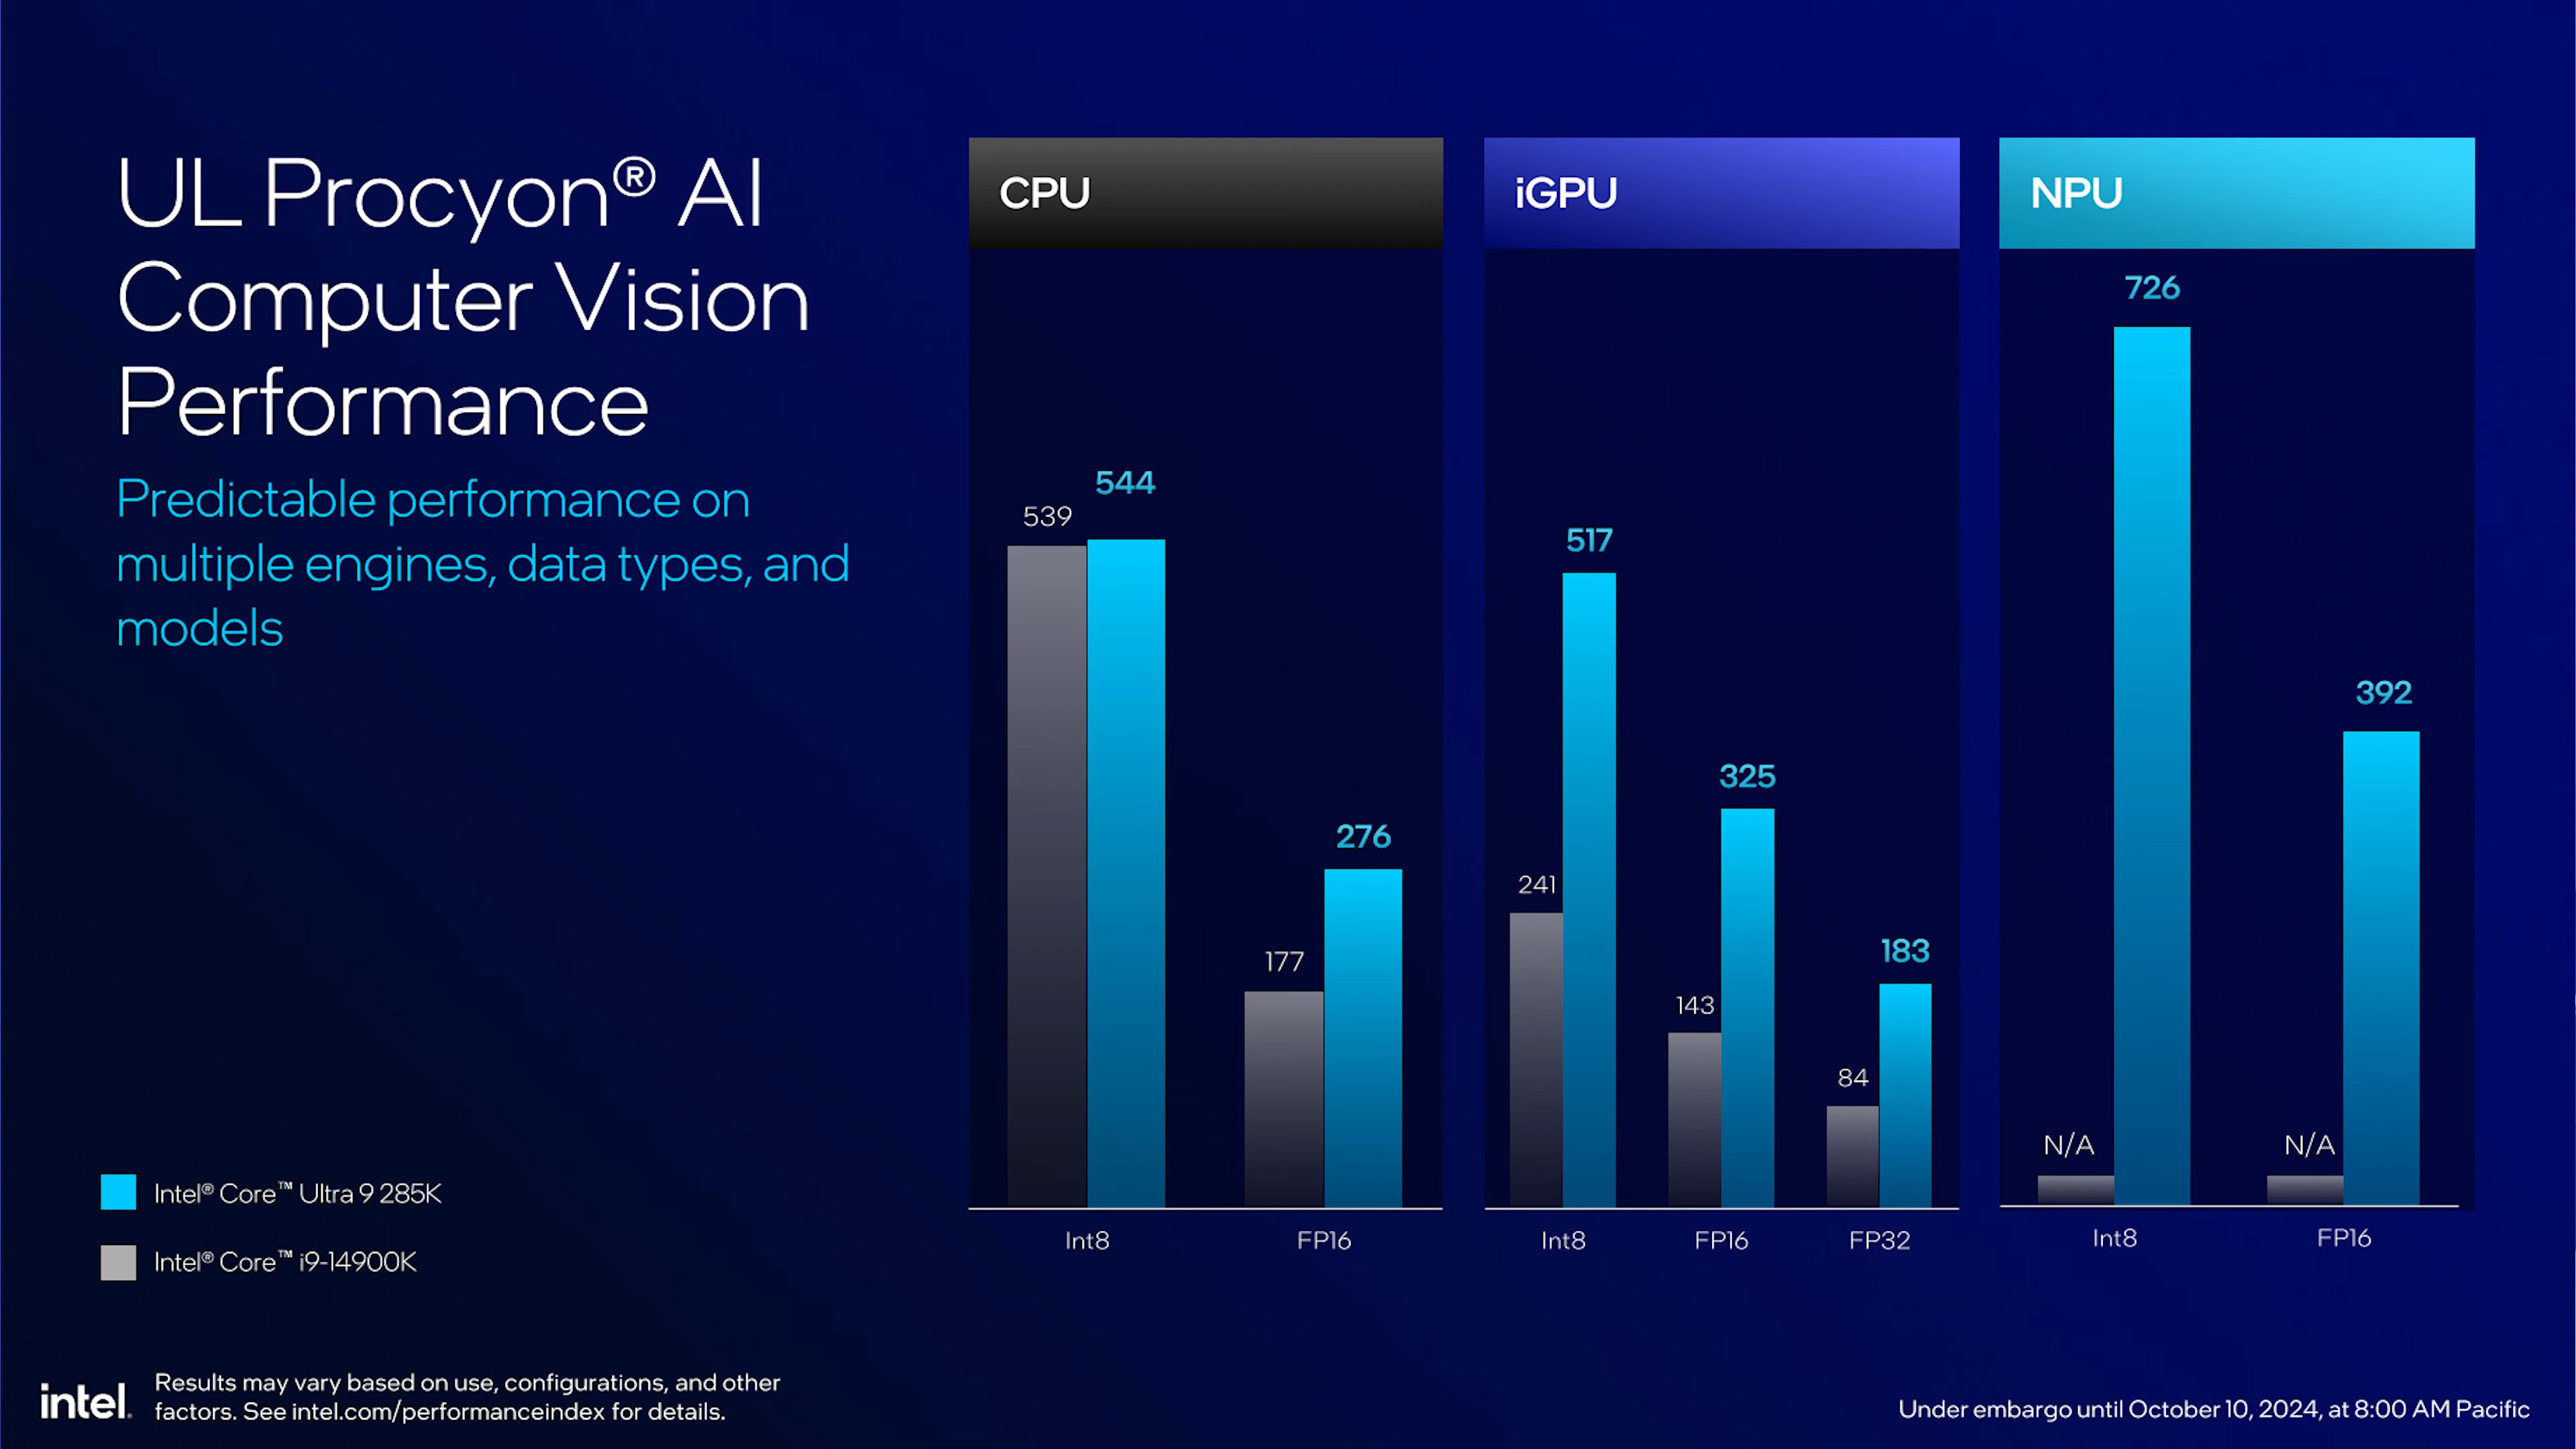 UL Procyon® AI
Computer Vision
Performance
Predictable performance on
multiple engines, data types, and
models
Intel® Core™ Ultra 9 285K
Intel® Core™ i9-14900K
CPU
539
544
177
276
Int8
FP16
iGPU
241
517
143
325
84
183
Int8
FP16
FP32
NPU
N/A
726
N/A
392
Int8
FP16
intel.
Results may vary based on use, configurations, and other
factors. See intel.com/performanceindex for details.
Under embargo until October 10, 2024, at 8:00 AM Pacific